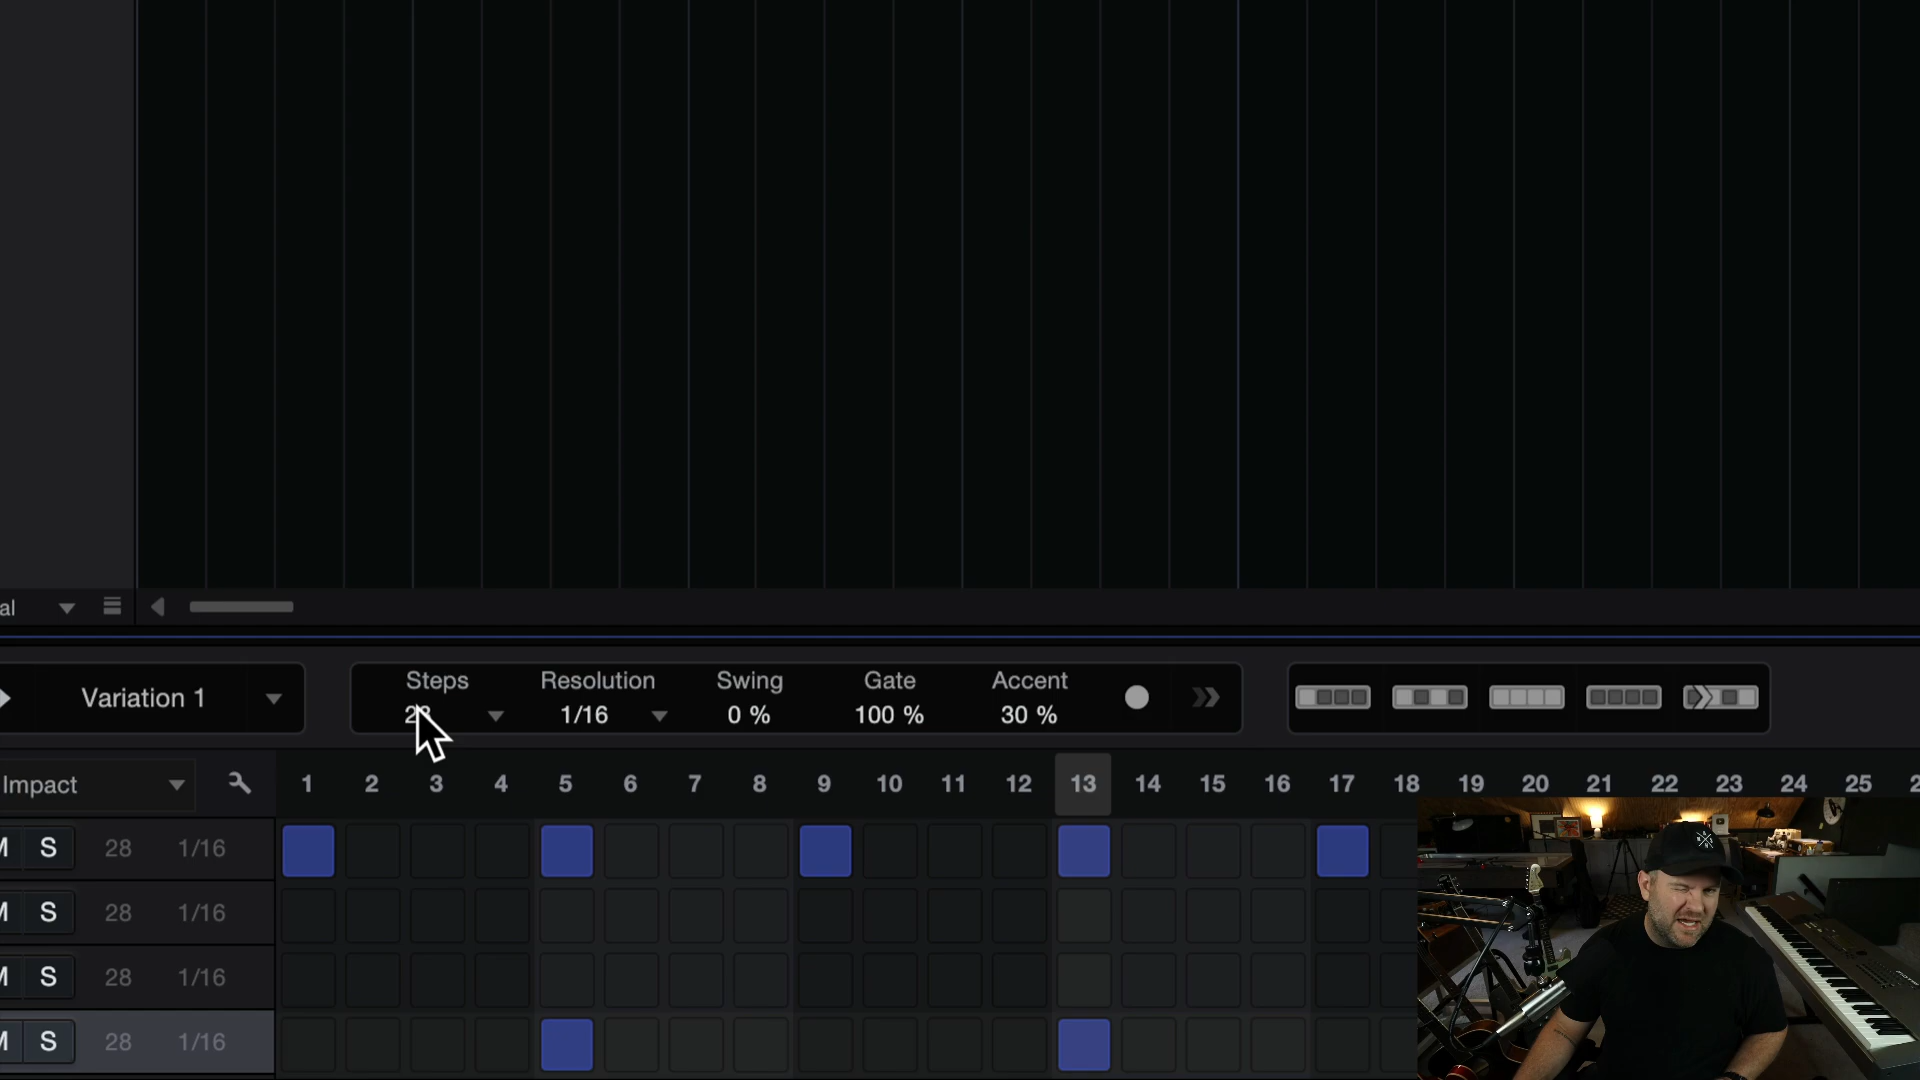 al
Variation 1
Steps Resolution Swing Gate Accent
28 1/16 0 % 100 % 30 %
Impact 1 2 3 4 5 6 7 8 9 10 11 12 13 14 15 16 17 18 19 20 21 22 23 24 25 2
M S 28 1/16
M S 28 1/16
M S 28 1/16
M S 28 1/16